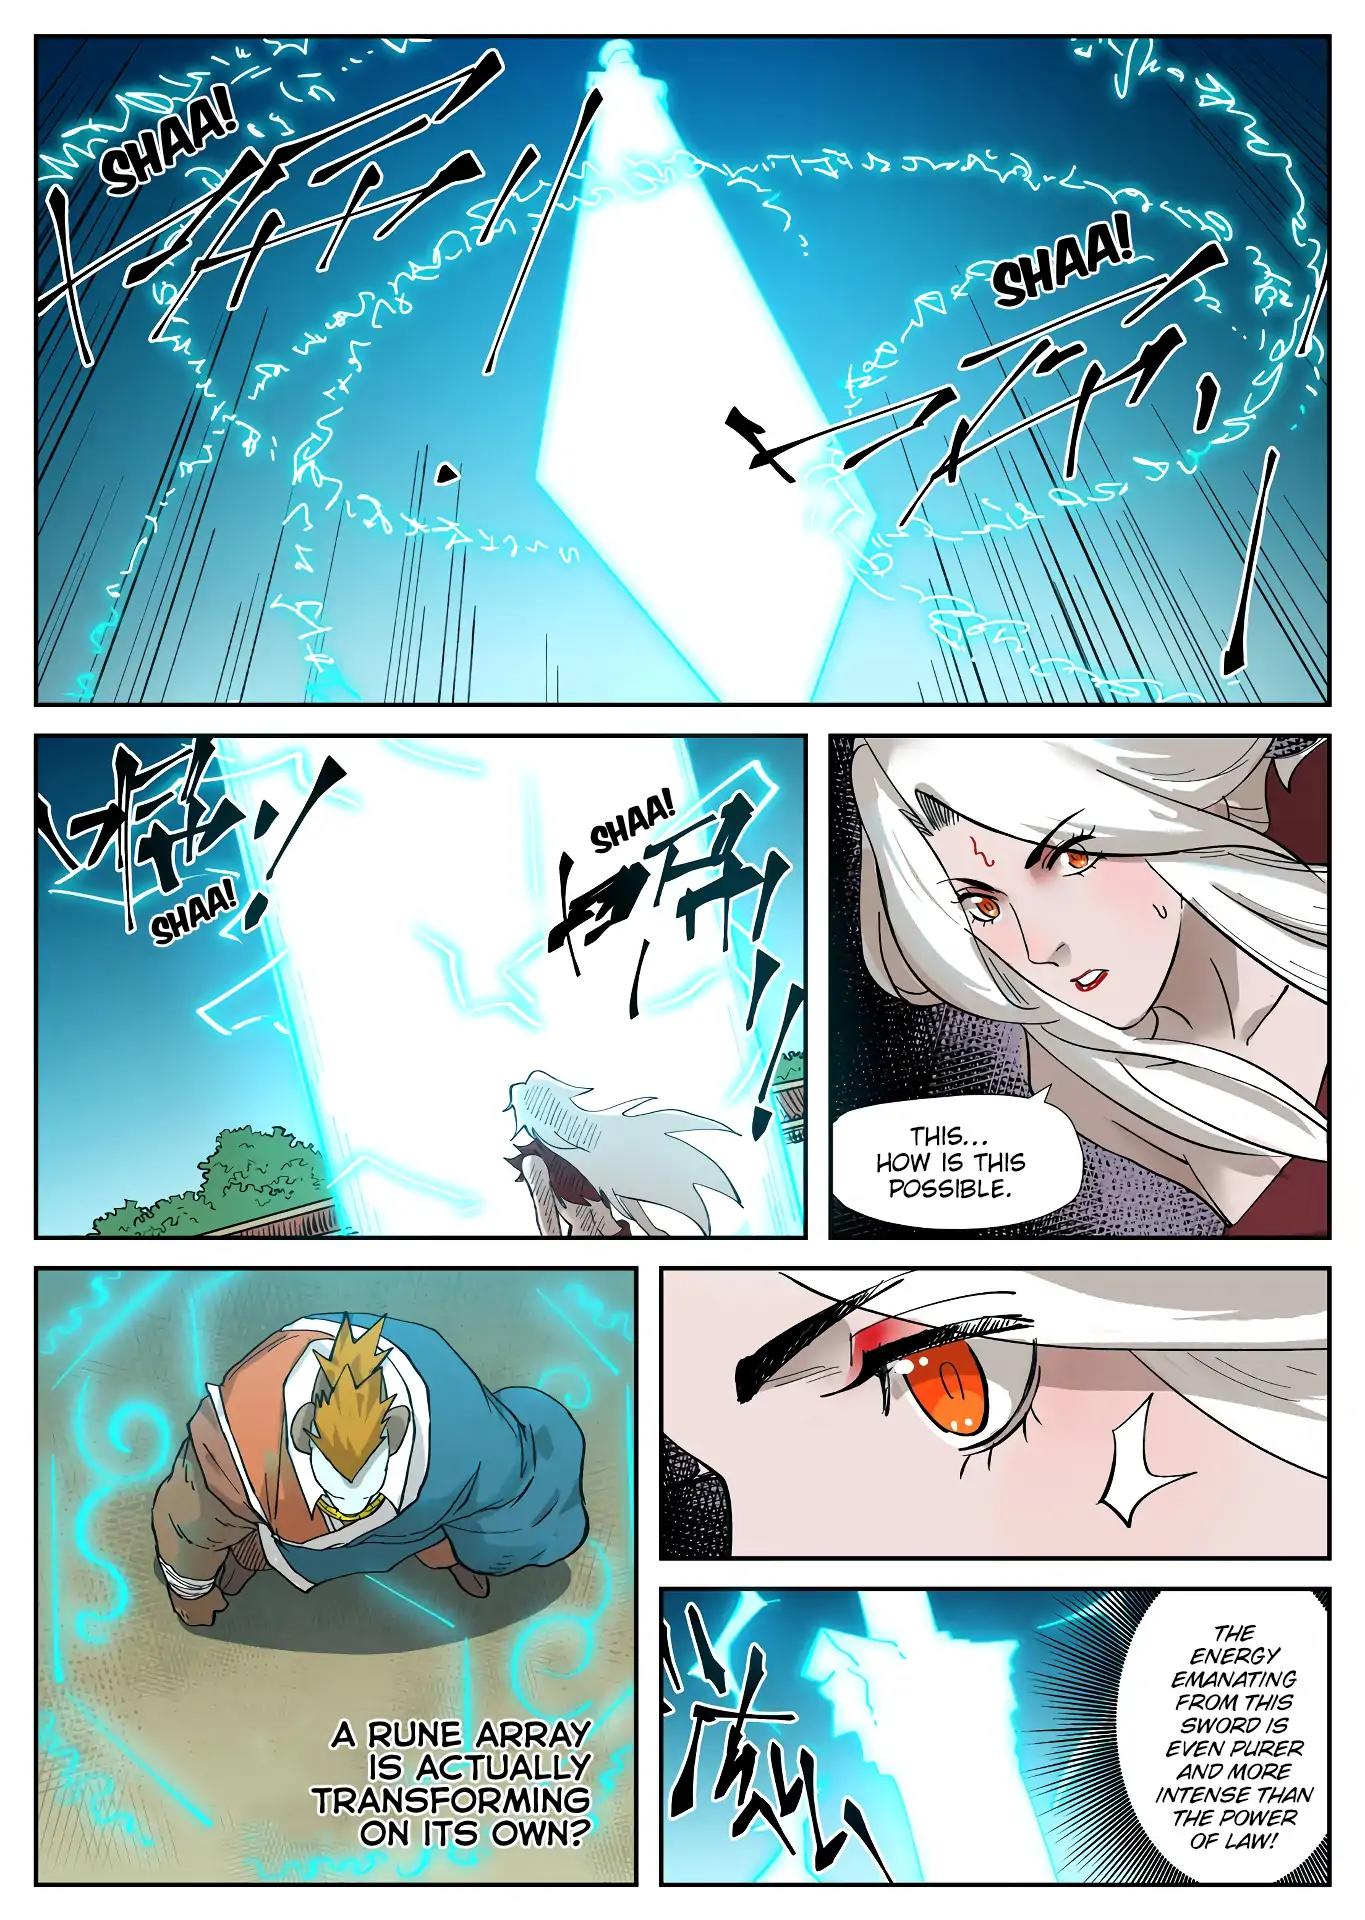 SHAA!
SHAA!
SHAA!
SHAA!
THIS...
HOW IS THIS
POSSIBLE.
A RUNE ARRAY
IS ACTUALLY
TRANSFORMING
ON ITS OWN?
THE
ENERGY
EMANATING
FROM THIS
SWORD IS
EVEN PURER
AND MORE
INTENSE THAN
THE POWER
OF LAW!